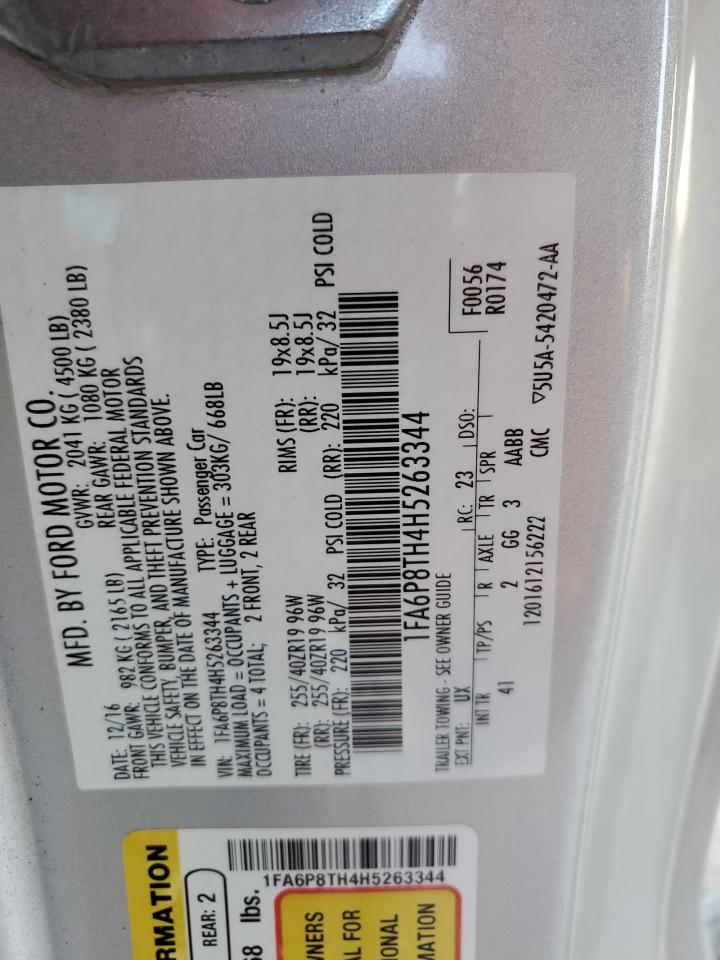 MFD. BY FORD MOTOR CO.
DATE: 12/16 GVWR: 2041 KG ( 4500 LB)
FRONT GAWR: 982 KG ( 2165 LB) REAR GAWR: 1080 KG ( 2380 LB)
THIS VEHICLE CONFORMS TO ALL APPLICABLE FEDERAL MOTOR
VEHICLE SAFETY, BUMPER, AND THEFT PREVENTION STANDARDS
IN EFFECT ON THE DATE OF MANUFACTURE SHOWN ABOVE.
VIN: 1FA6P8TH4H5263344 TYPE: Passenger Car
MAXIMUM LOAD = OCCUPANTS + LUGGAGE = 303KG/ 668LB
OCCUPANTS = 4 TOTAL: 2 FRONT, 2 REAR
TIRE (FR): 255/40ZR19 96W RIMS (FR): 19x8.5J
(RR): 255/40ZR19 96W (RR): 19x8.5J
PRESSURE (FR): 220 kPa/ 32 PSI COLD (RR): 220 kPa/ 32 PSI COLD
1FA6P8TH4H5263344
TRAILER TOWING - SEE OWNER GUIDE F0056
EXT PNT: UX RC: 23 DSO: R0174
INT TR TP/PS R AXLE TR SPR
41 2 GG 3 AABB
1201612156222 CMC ▽5U5A-5420472-AA
RMATION
REAR: 2
68 lbs.
1FA6P8TH4H5263344
WNERS
AL FOR
IONAL
MATION